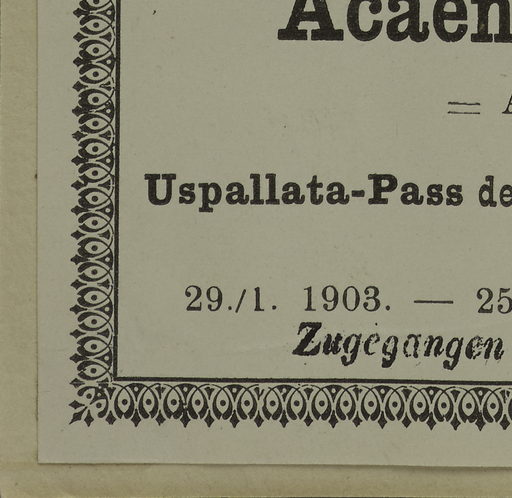 Acaen
=
Uspallata-Pass de
29./1. 1903. — 25
Zugegangen